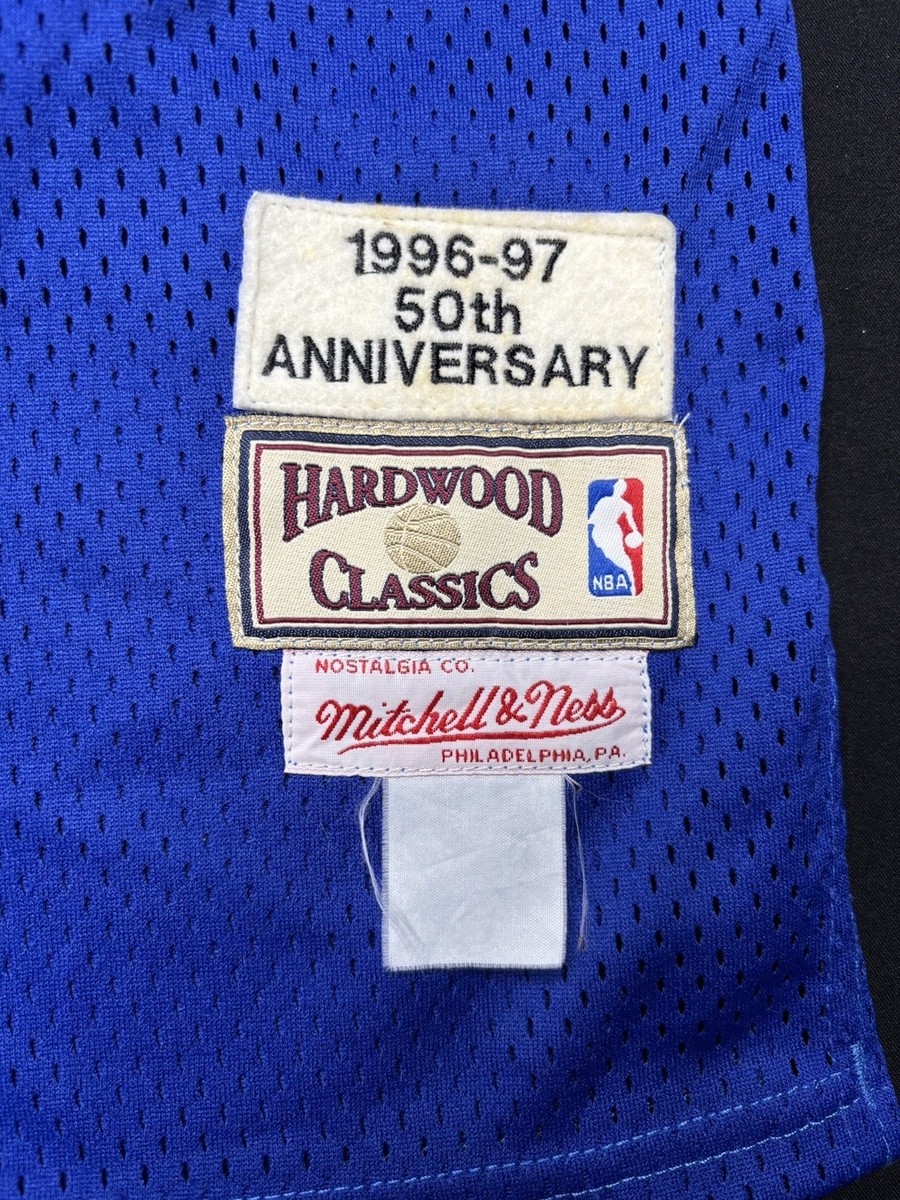 1996-97
50th
ANNIVERSARY
HARDWOOD
CLASSICS
NBA
NOSTALGIA CO.
Mitchell & Ness
PHILADELPHIA, PA.